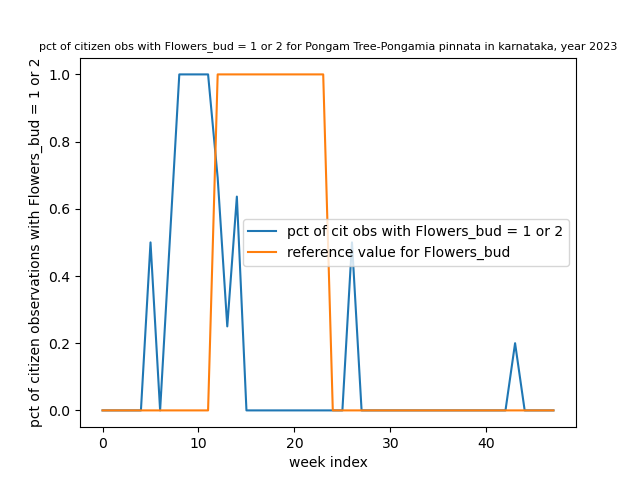 pct of citizen obs with Flowers_bud = 1 or 2 for Pongam Tree-Pongamia pinnata in karnataka, year 2023
pct of citizen observations with Flowers_bud = 1 or 2
1.0
0.8
0.6
0.4
0.2
0.0
pct of cit obs with Flowers_bud = 1 or 2
reference value for Flowers_bud
0 10 20 30 40
week index